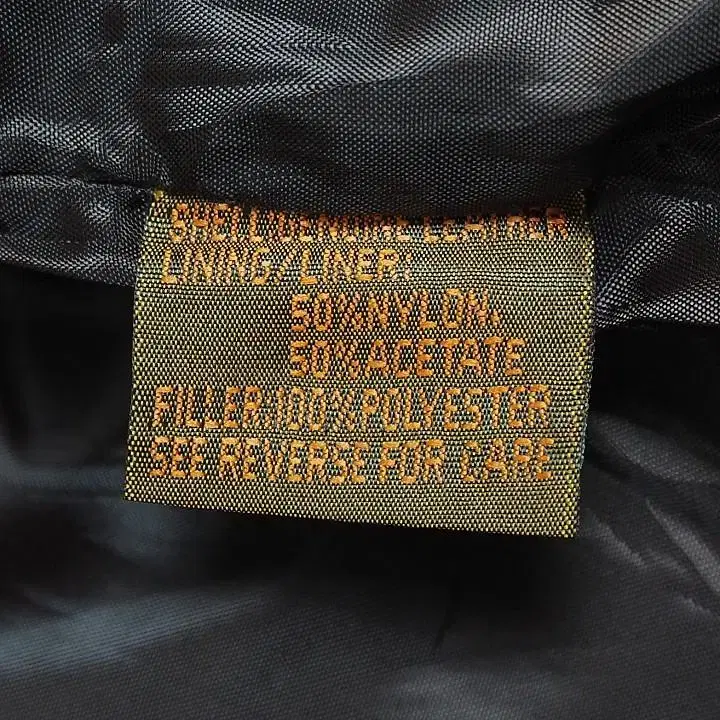 SHELL:GENUINE LEATHER
LINING/LINER:
50%NYLON,
50%ACETATE
FILLER:100%POLYESTER
SEE REVERSE FOR CARE